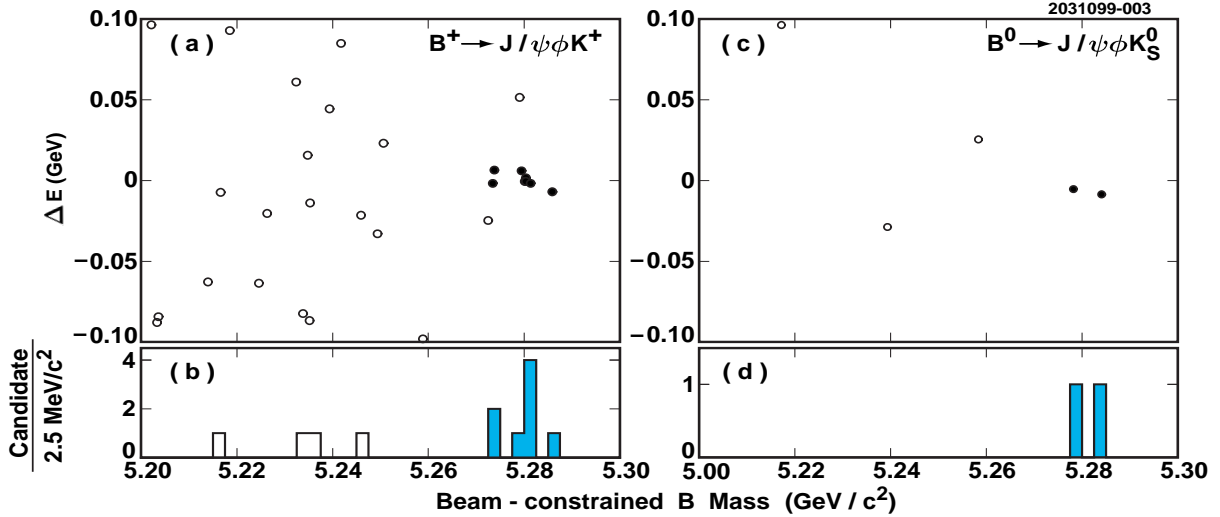 2031099-003
0.10
0.05
0
−0.05
−0.10
Δ E (GeV)
( a )
B⁺ → J / ψφK⁺
0.10
0.05
0
−0.05
−0.10
( c )
B⁰ → J / ψφK⁰S
4
2
0
Candidate
2.5 MeV/c²
( b )
1
0
( d )
5.20 5.22 5.24 5.26 5.28 5.30
5.00 5.22 5.24 5.26 5.28 5.30
Beam - constrained B Mass (GeV / c²)